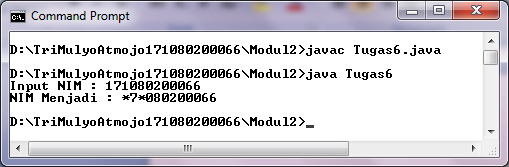 Command Prompt
D:\TriMulyoAtmojo171080200066\Modul2>javac Tugas6.java
D:\TriMulyoAtmojo171080200066\Modul2>java Tugas6
Input NIM : 171080200066
NIM Menjadi : *7*080200066
D:\TriMulyoAtmojo171080200066\Modul2>_